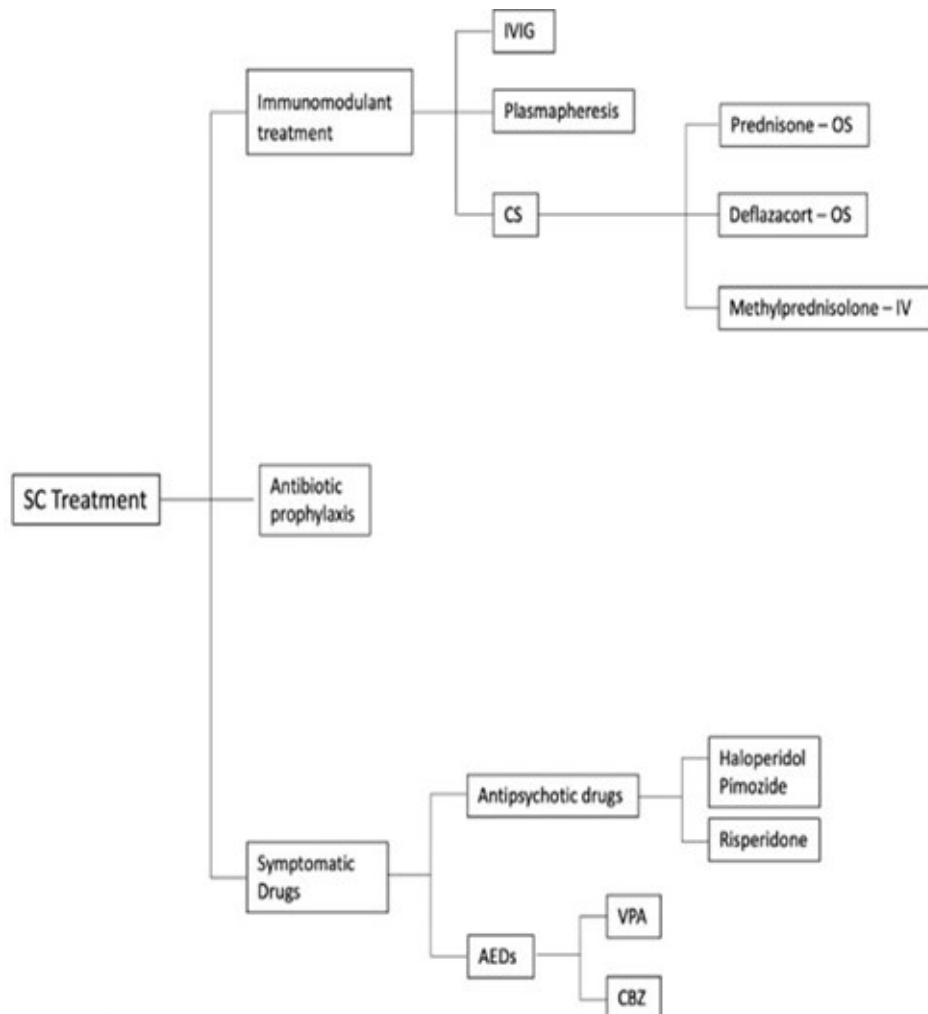 IVIG
Immunomodulant
treatment
Plasmapheresis
Prednisone – OS
CS
Deflazacort – OS
Methylprednisolone – IV
SC Treatment
Antibiotic
prophylaxis
Haloperidol
Pimozide
Antipsychotic drugs
Risperidone
Symptomatic
Drugs
VPA
AEDs
CBZ